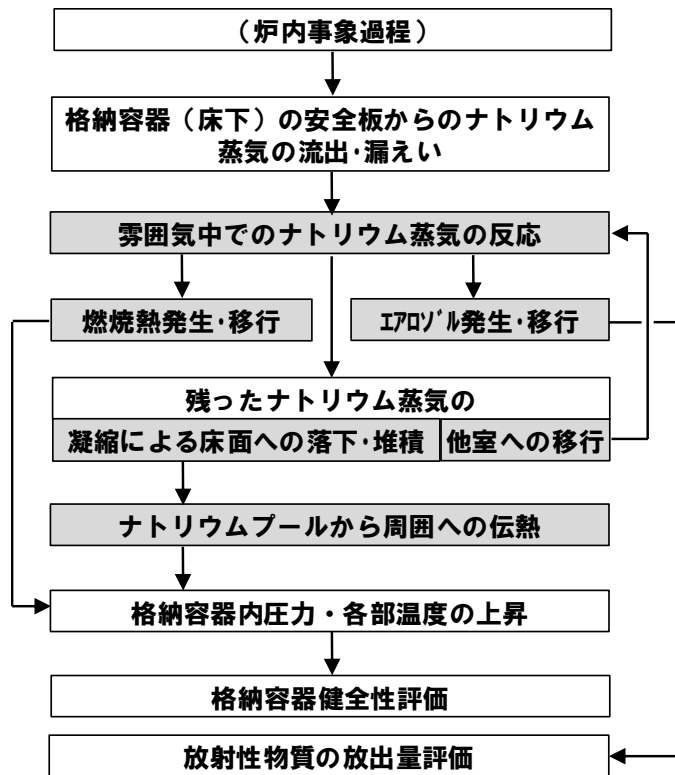 (炉内事象過程)
格納容器(床下)の安全板からのナトリウム
蒸気の流出･漏えい
雰囲気中でのナトリウム蒸気の反応
燃焼熱発生･移行
ｴｱﾛｿﾞﾙ発生･移行
残ったナトリウム蒸気の
凝縮による床面への落下･堆積
他室への移行
ナトリウムプールから周囲への伝熱
格納容器内圧力・各部温度の上昇
格納容器健全性評価
放射性物質の放出量評価